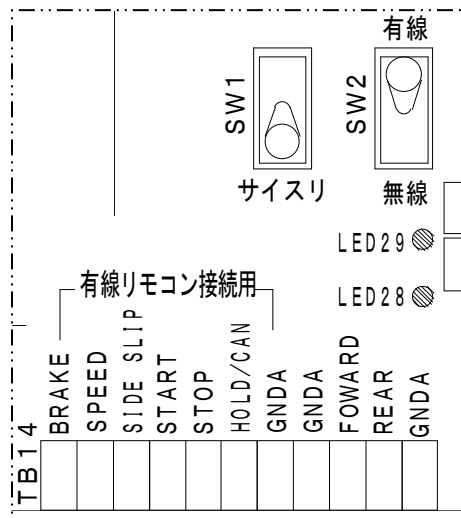 有線
SW1
SW2
サイスリ
無線
LED29
LED28
有線リモコン接続用
BRAKE
SPEED
SIDE SLIP
START
STOP
HOLD/CAN
GNDA
GNDA
FOWARD
REAR
GNDA
TB14